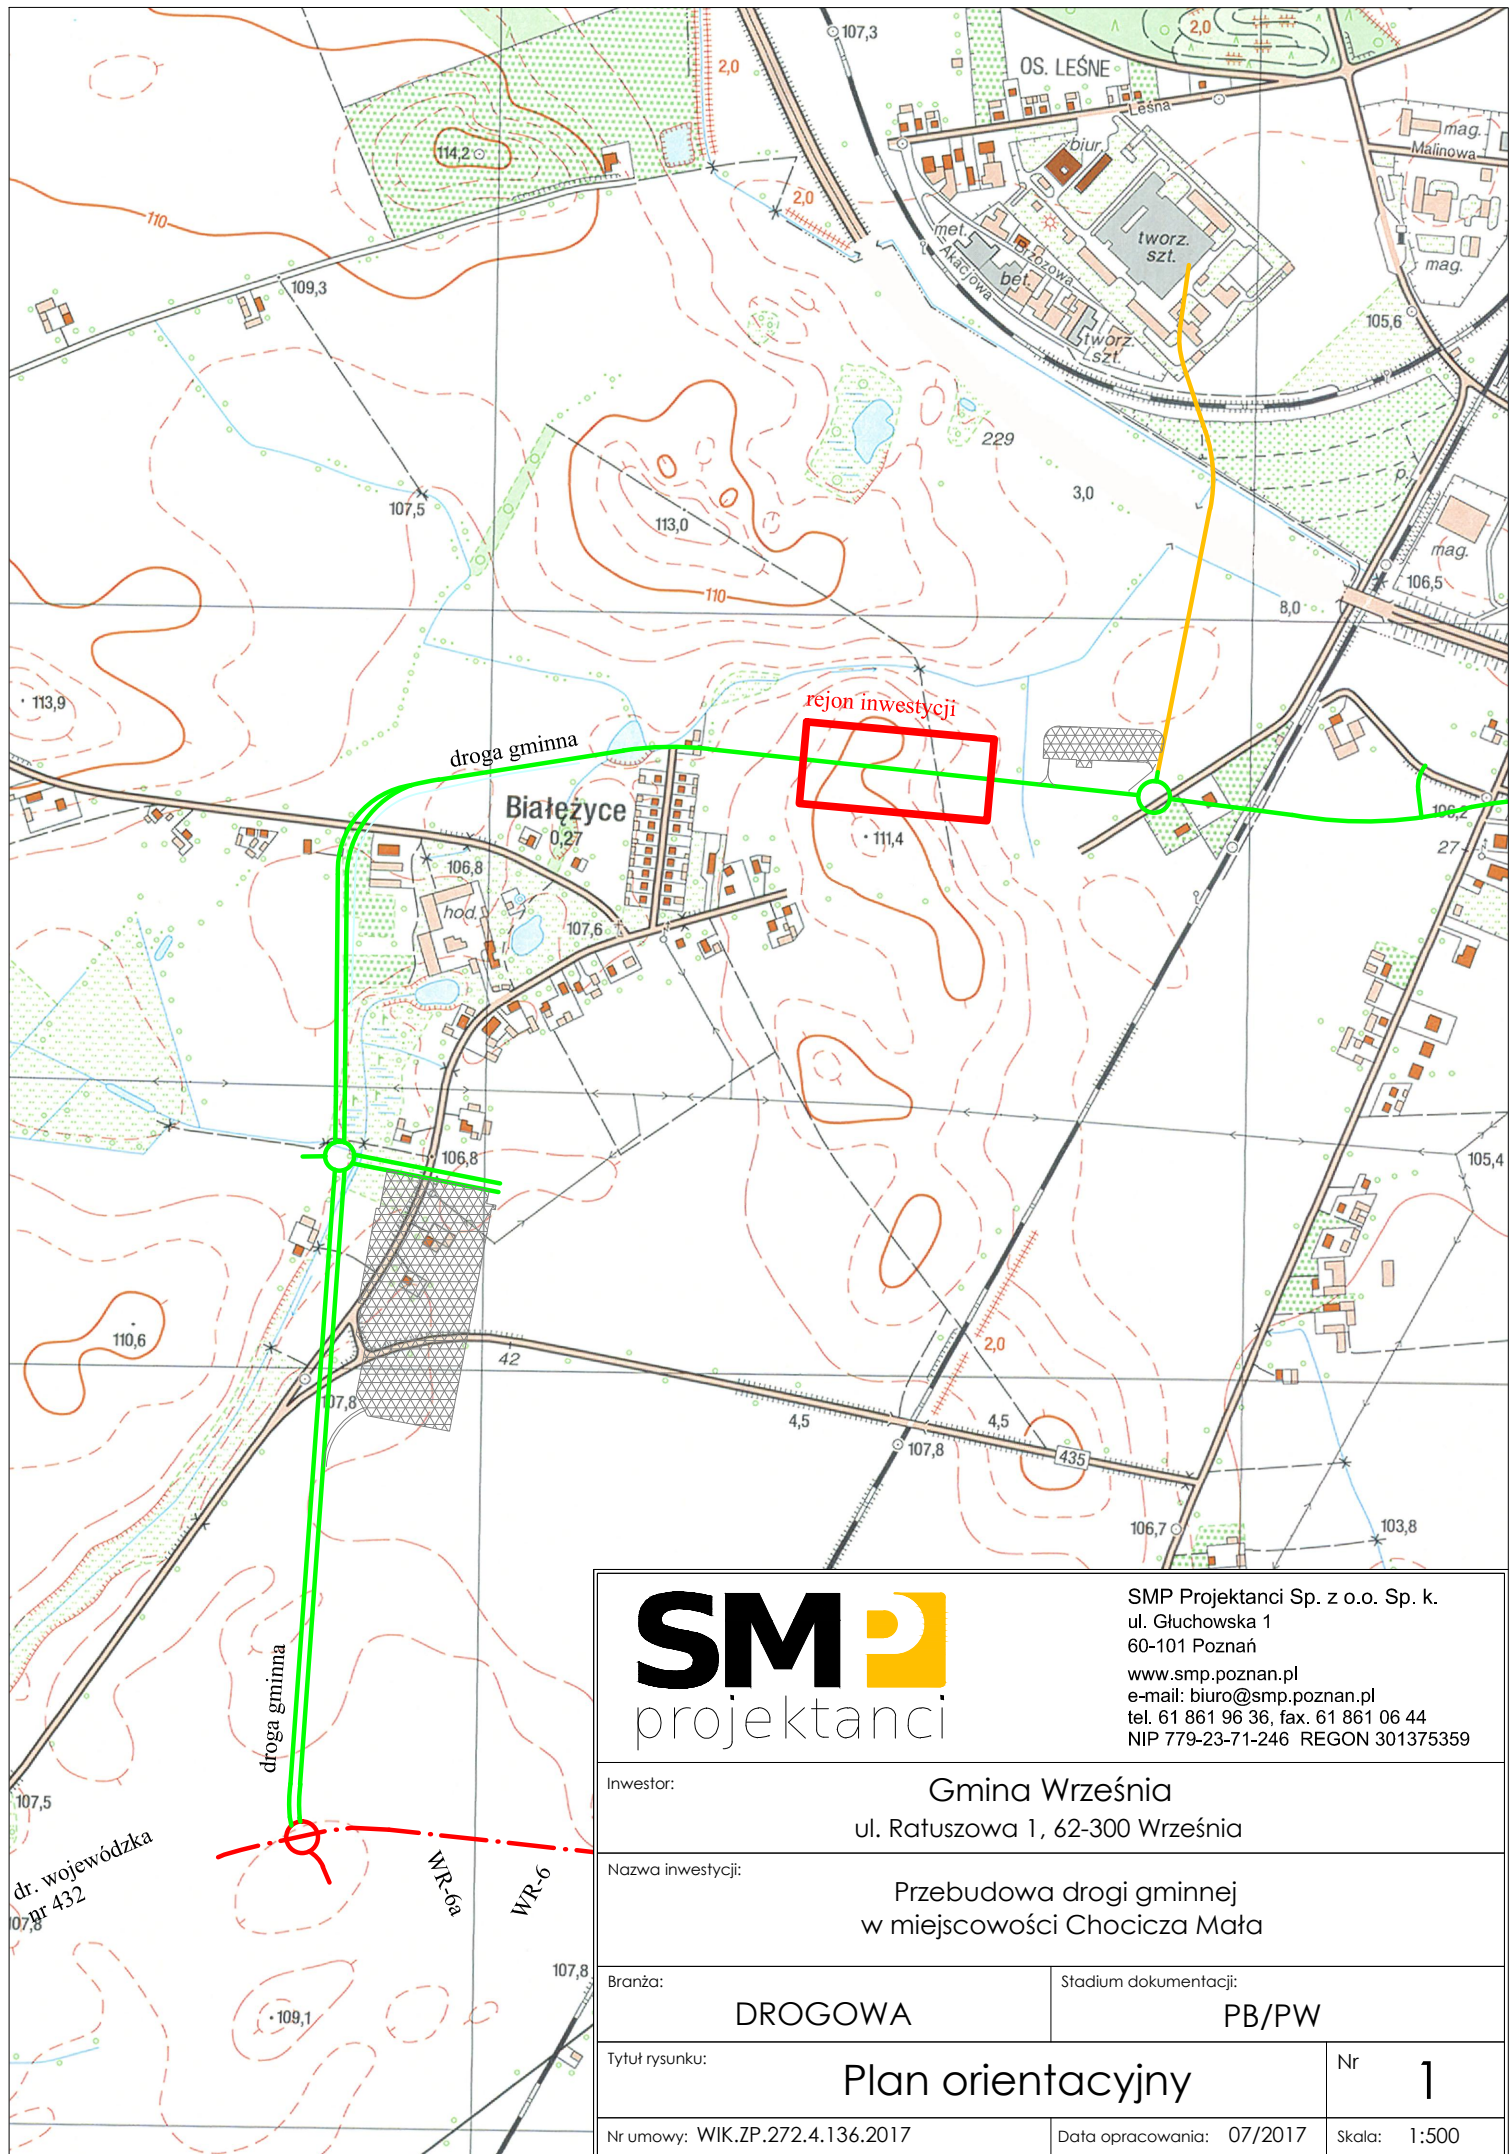 107,3
2,0
OS. LEŚNE
2,0
Leśna
mag.
Malinowa
biur.
114,2
2,0
110
met.
Akacjowa
Brzozowa
bet.
tworz.
szt.
mag.
109,3
105,6
tworz.
szt.
229
107,5
3,0
113,0
p.
mag.
110
106,5
8,0
113,9
rejon inwestycji
droga gminna
Białężyce
0,27
111,4
106,2
27
106,8
hod.
107,6
106,8
105,4
110,6
42
2,0
107,8
4,5
4,5
107,8
435
106,7
103,8
droga gminna
107,5
dr. wojewódzka
nr 432
107,8
WR-6a
WR-6
107,8
109,1
SMP
projektanci
SMP Projektanci Sp. z o.o. Sp. k.
ul. Głuchowska 1
60-101 Poznań
www.smp.poznan.pl
e-mail: biuro@smp.poznan.pl
tel. 61 861 96 36, fax. 61 861 06 44
NIP 779-23-71-246 REGON 301375359
Inwestor:
Gmina Września
ul. Ratuszowa 1, 62-300 Września
Nazwa inwestycji:
Przebudowa drogi gminnej
w miejscowości Chocicza Mała
Branża:
DROGOWA
Stadium dokumentacji:
PB/PW
Tytuł rysunku:
Plan orientacyjny
Nr
1
Nr umowy: WIK.ZP.272.4.136.2017
Data opracowania: 07/2017
Skala: 1:500